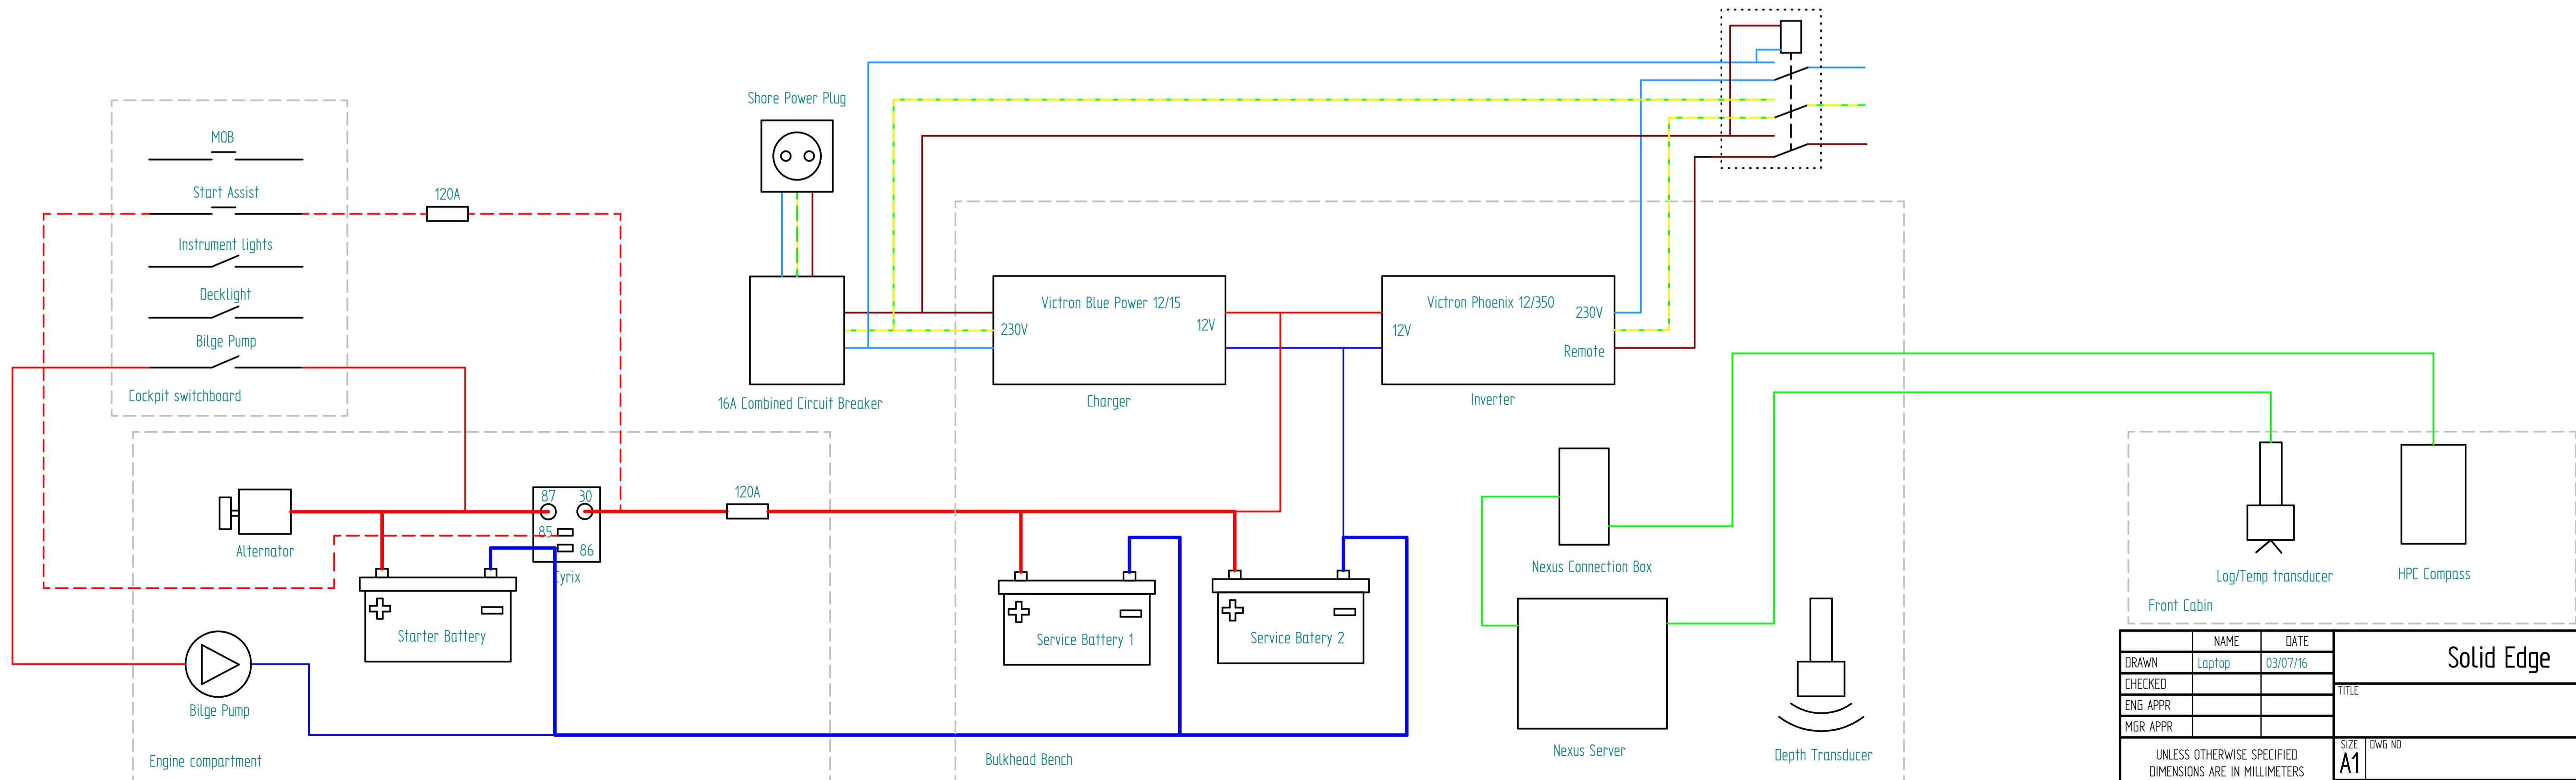 MOB
Start Assist
120A
Instrument lights
Decklight
Bilge Pump
Cockpit switchboard
Shore Power Plug
16A Combined Circuit Breaker
Victron Blue Power 12/15
230V
12V
Charger
Victron Phoenix 12/350
230V
12V
Remote
Inverter
87
30
85
86
120A
Alternator
Starter Battery
Bilge Pump
Engine compartment
Service Battery 1
Service Batery 2
Bulkhead Bench
Nexus Connection Box
Nexus Server
Depth Transducer
Log/Temp transducer
HPC Compass
Front Cabin
NAME DATE
DRAWN Laptop 03/07/16
CHECKED
ENG APPR
MGR APPR
UNLESS OTHERWISE SPECIFIED
DIMENSIONS ARE IN MILLIMETERS
Solid Edge
TITLE
SIZE DWG NO
A1